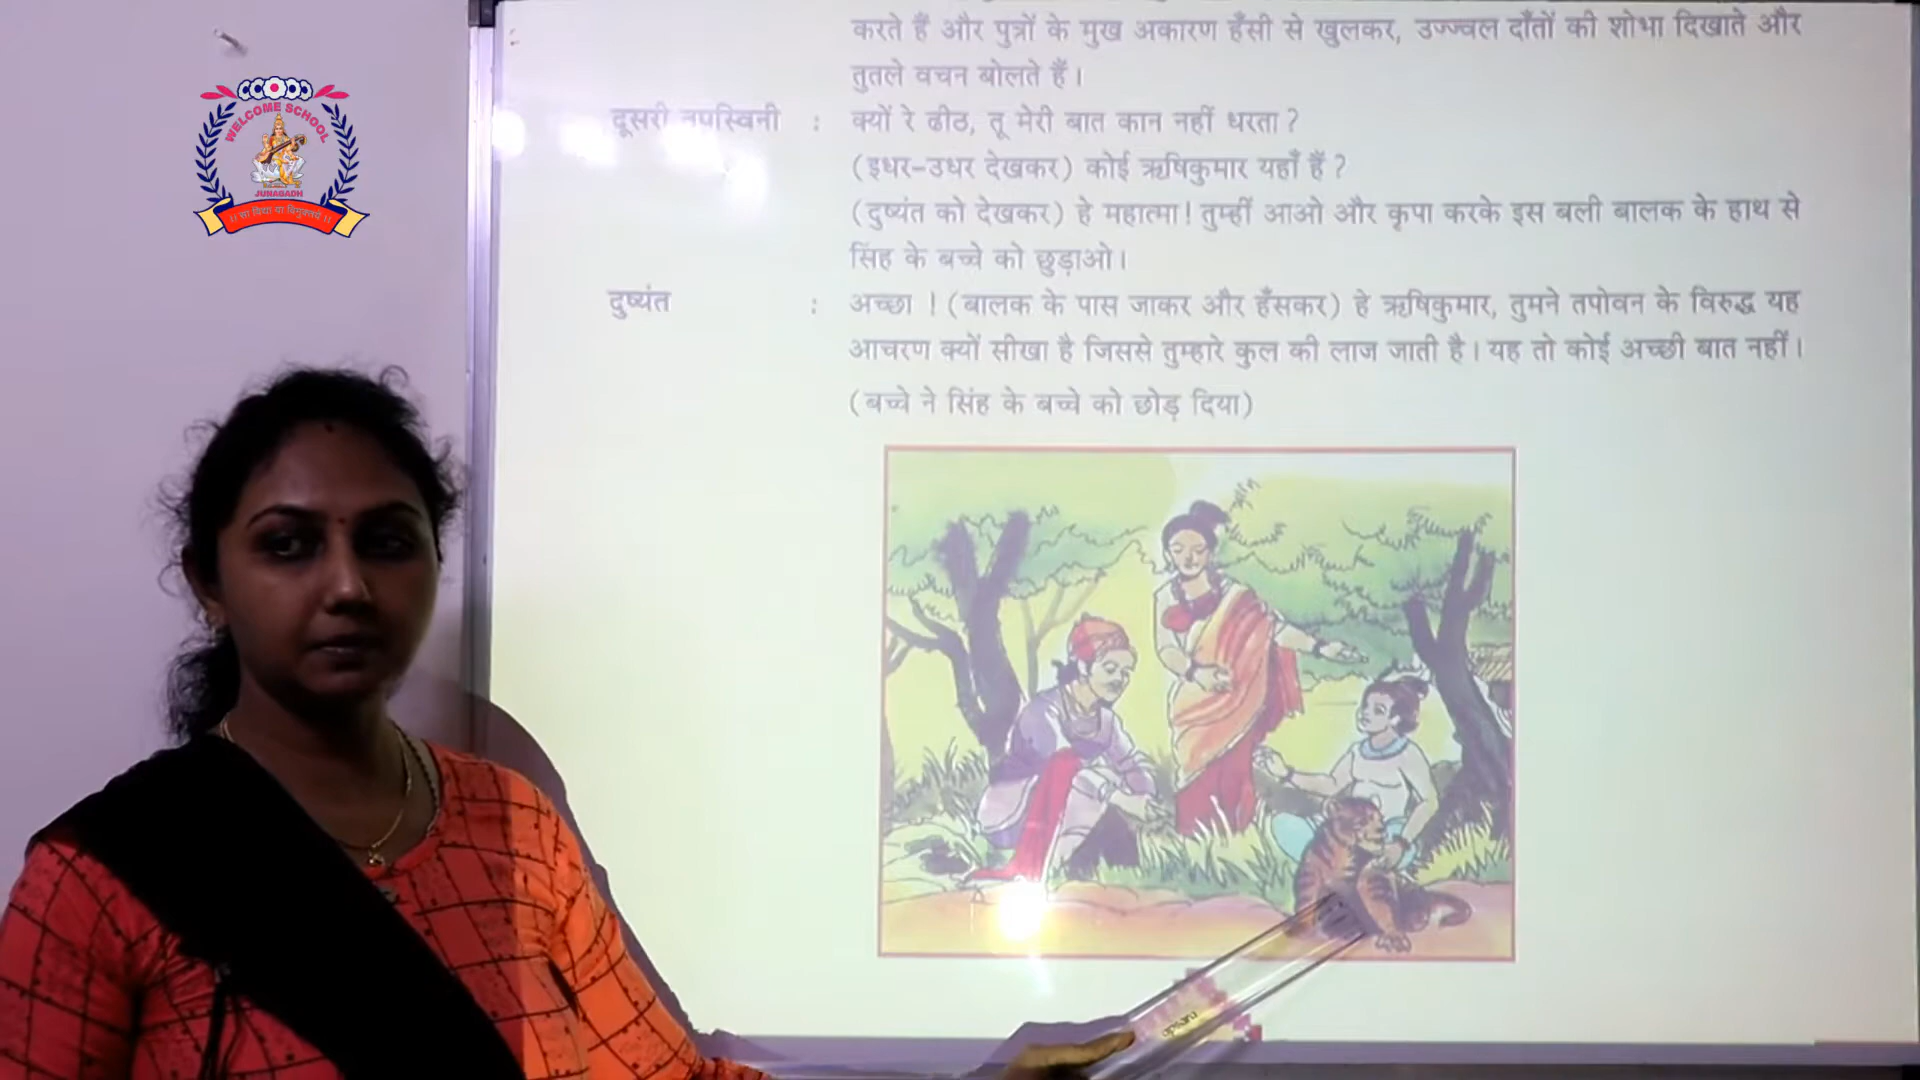 WELCOME SCHOOL
JUNAGADH
।। सा विद्या या विमुक्तये ।।
करते हैं और पुत्रों के मुख अकारण हँसी से खुलकर, उज्ज्वल दाँतों की शोभा दिखाते और
तुतले वचन बोलते हैं।
दूसरी तपस्विनी : क्यों रे ढीठ, तू मेरी बात कान नहीं धरता ?
(इधर-उधर देखकर) कोई ऋषिकुमार यहाँ हैं ?
(दुष्यंत को देखकर) हे महात्मा! तुम्हीं आओ और कृपा करके इस बली बालक के हाथ से
सिंह के बच्चे को छुड़ाओ।
दुष्यंत : अच्छा ! (बालक के पास जाकर और हँसकर) हे ऋषिकुमार, तुमने तपोवन के विरुद्ध यह
आचरण क्यों सीखा है जिससे तुम्हारे कुल की लाज जाती है। यह तो कोई अच्छी बात नहीं।
(बच्चे ने सिंह के बच्चे को छोड़ दिया)
apsara